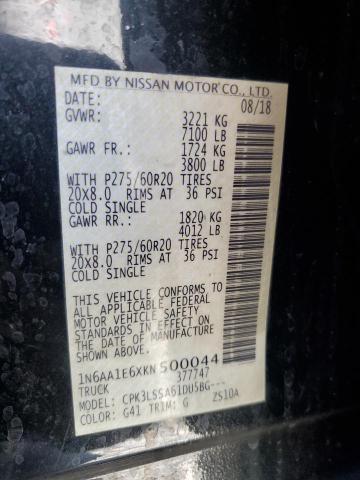 MFD BY NISSAN MOTOR CO., LTD.
DATE: 08/18
GVWR: 3221 KG
7100 LB
GAWR FR.: 1724 KG
3800 LB
WITH P275/60R20 TIRES
20X8.0 RIMS AT 36 PSI
COLD SINGLE
GAWR RR.: 1820 KG
4012 LB
WITH P275/60R20 TIRES
20X8.0 RIMS AT 36 PSI
COLD SINGLE
THIS VEHICLE CONFORMS TO
ALL APPLICABLE FEDERAL
MOTOR VEHICLE SAFETY
STANDARDS IN EFFECT ON
THE DATE OF MANUFACTURE
ABOVE.
1N6AA1E6XKN500044
TRUCK 377747
MODEL: CPK3LSSA61DU5BG---
COLOR: G41 TRIM: G ZS10A